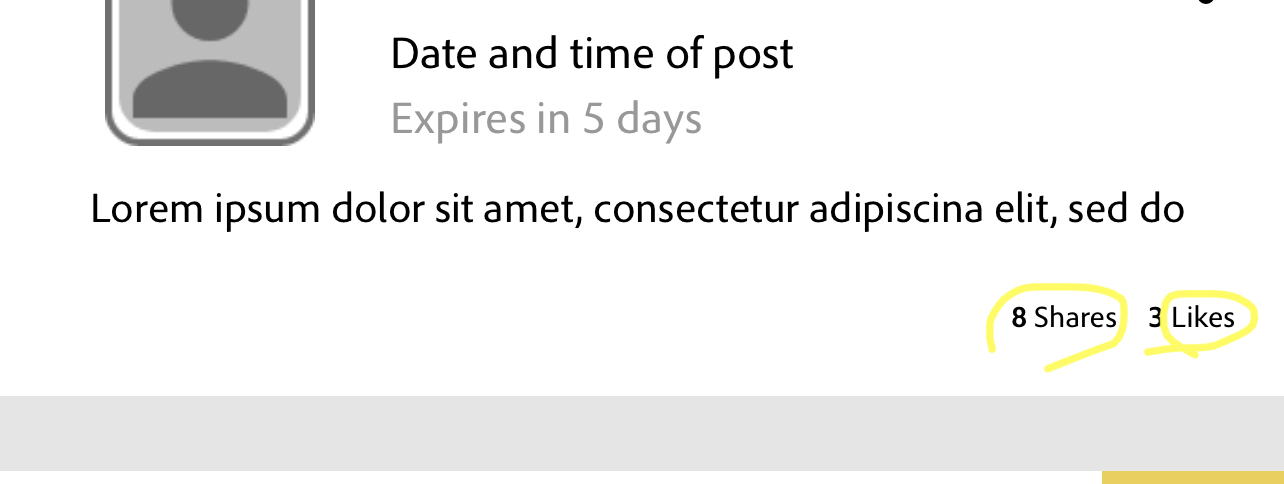 Date and time of post
Expires in 5 days
Lorem ipsum dolor sit amet, consectetur adipiscina elit, sed do
8 Shares 3 Likes